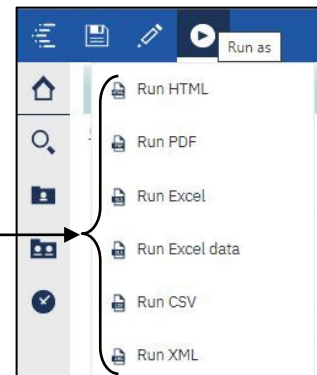 Run as
Run HTML
Run PDF
Run Excel
Run Excel data
Run CSV
Run XML